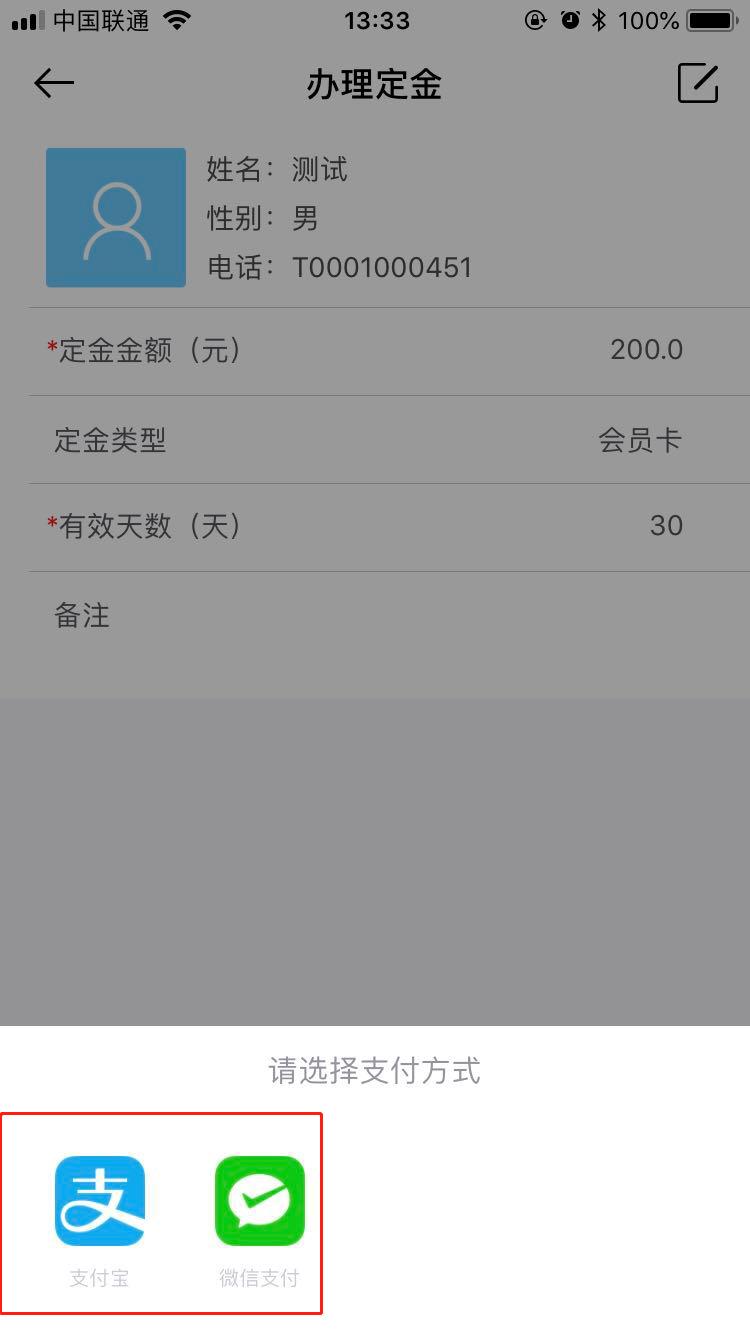 中国联通 13:33 100%
办理定金
姓名：测试
性别：男
电话：T0001000451
*定金金额（元） 200.0
定金类型 会员卡
*有效天数（天） 30
备注
请选择支付方式
支
支付宝 微信支付